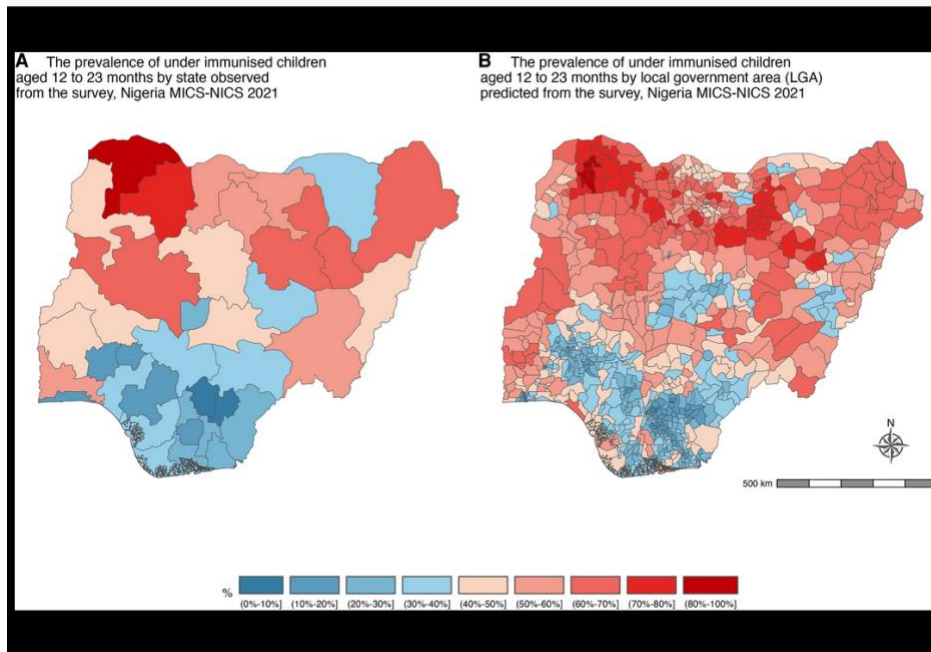 A The prevalence of under immunised children
aged 12 to 23 months by state observed
from the survey, Nigeria MICS-NICS 2021
B The prevalence of under immunised children
aged 12 to 23 months by local government area (LGA)
predicted from the survey, Nigeria MICS-NICS 2021
N
500 km
%
(0%-10%] (10%-20%] (20%-30%] (30%-40%] (40%-50%] (50%-60%] (60%-70%] (70%-80%] (80%-100%]